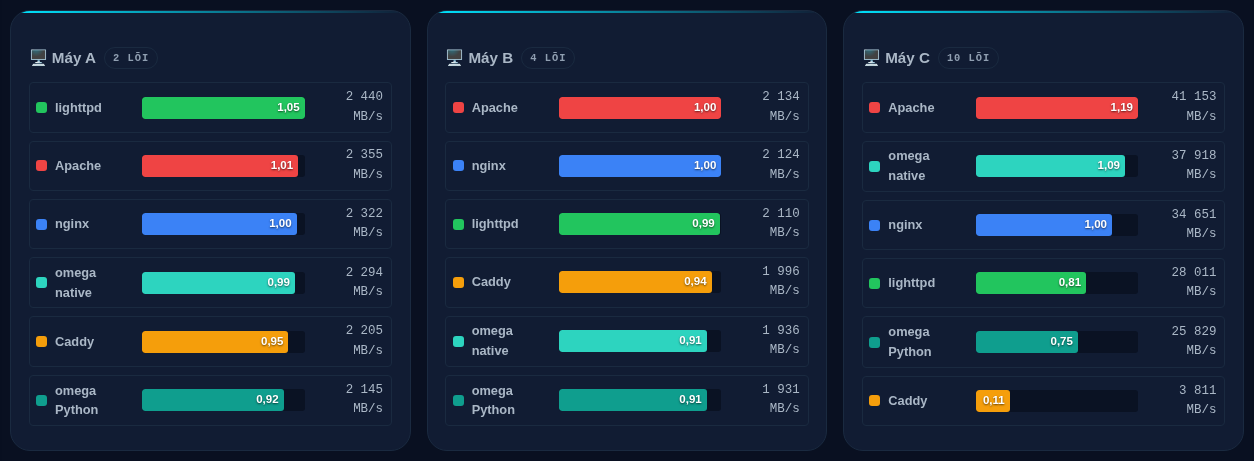 Máy A 2 LÕI
lighttpd 1,05 2 440 MB/s
Apache 1,01 2 355 MB/s
nginx 1,00 2 322 MB/s
omega native 0,99 2 294 MB/s
Caddy 0,95 2 205 MB/s
omega Python 0,92 2 145 MB/s
Máy B 4 LÕI
Apache 1,00 2 134 MB/s
nginx 1,00 2 124 MB/s
lighttpd 0,99 2 110 MB/s
Caddy 0,94 1 996 MB/s
omega native 0,91 1 936 MB/s
omega Python 0,91 1 931 MB/s
Máy C 10 LÕI
Apache 1,19 41 153 MB/s
omega native 1,09 37 918 MB/s
nginx 1,00 34 651 MB/s
lighttpd 0,81 28 011 MB/s
omega Python 0,75 25 829 MB/s
Caddy 0,11 3 811 MB/s